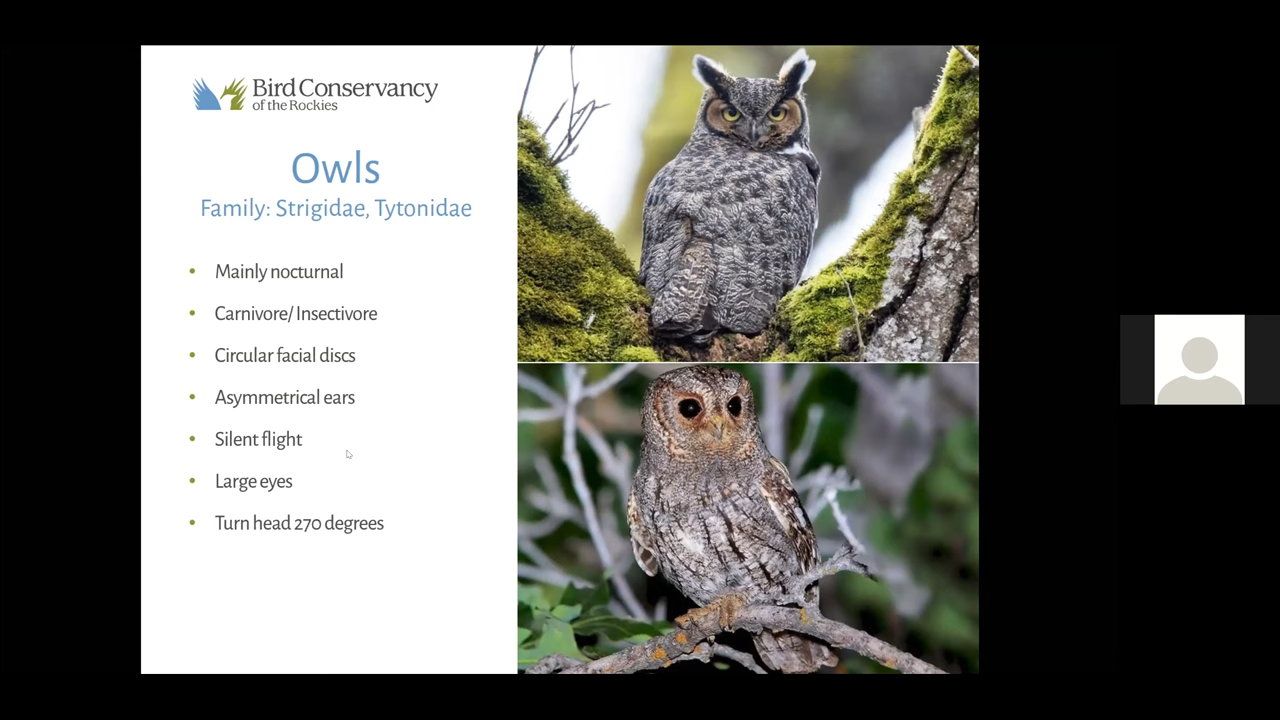 Bird Conservancy
of the Rockies
Owls
Family: Strigidae, Tytonidae
• Mainly nocturnal
• Carnivore/ Insectivore
• Circular facial discs
• Asymmetrical ears
• Silent flight
• Large eyes
• Turn head 270 degrees